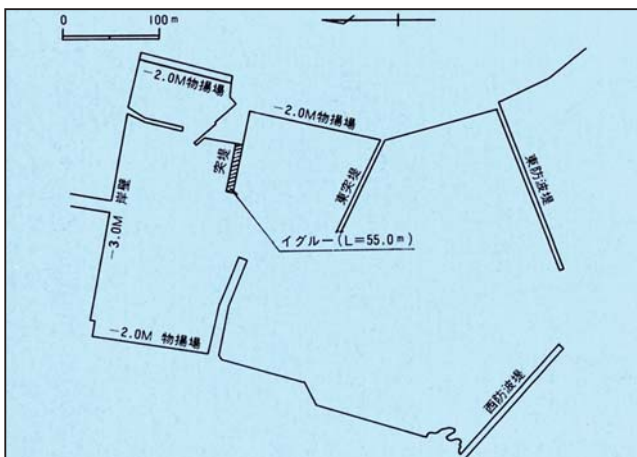 0 100m
-2.0M物揚場
-2.0M物揚場
突堤
東突堤
東防波堤
岸壁
-3.0M
イグルー(L=55.0m)
-2.0M 物揚場
西防波堤